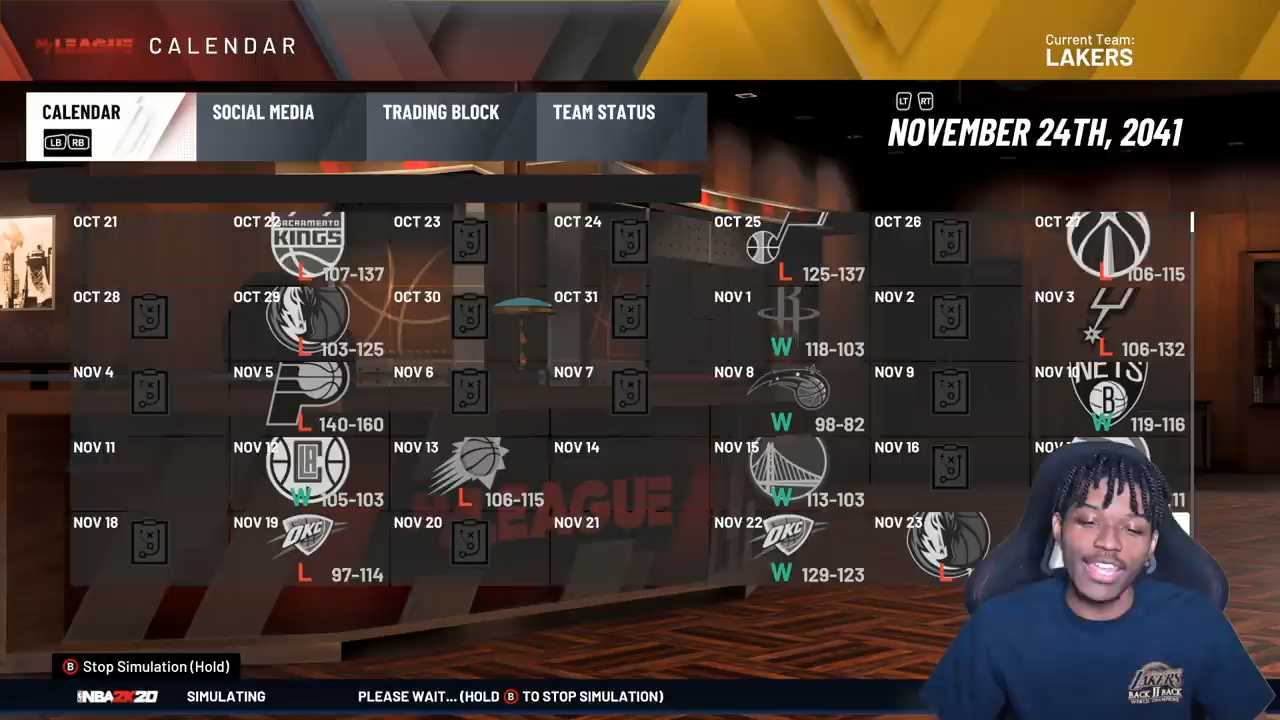 MyLEAGUE CALENDAR
Current Team:
LAKERS
CALENDAR
LB RB
SOCIAL MEDIA
TRADING BLOCK
TEAM STATUS
LT RT
NOVEMBER 24TH, 2041
OCT 21
OCT 22
SACRAMENTO
KINGS
L 107-137
OCT 23
OCT 24
OCT 25
L 125-137
OCT 26
OCT 27
L 106-115
OCT 28
OCT 29
L 103-125
OCT 30
OCT 31
NOV 1
R
W 118-103
NOV 2
NOV 3
L 106-132
NOV 4
NOV 5
L 140-160
NOV 6
NOV 7
NOV 8
W 98-82
NOV 9
NOV 10
NETS
B
W 119-116
NOV 11
NOV 12
LA
W 105-103
NOV 13
L 106-115
NOV 14
NOV 15
W 113-103
NOV 16
NOV 18
NOV 19
OKC
L 97-114
NOV 20
NOV 21
NOV 22
OKC
W 129-123
NOV 23
L
MyLEAGUE
LAKERS
BACK II BACK
WORLD CHAMPIONS
B Stop Simulation (Hold)
NBA2K20 SIMULATING PLEASE WAIT... (HOLD B TO STOP SIMULATION)